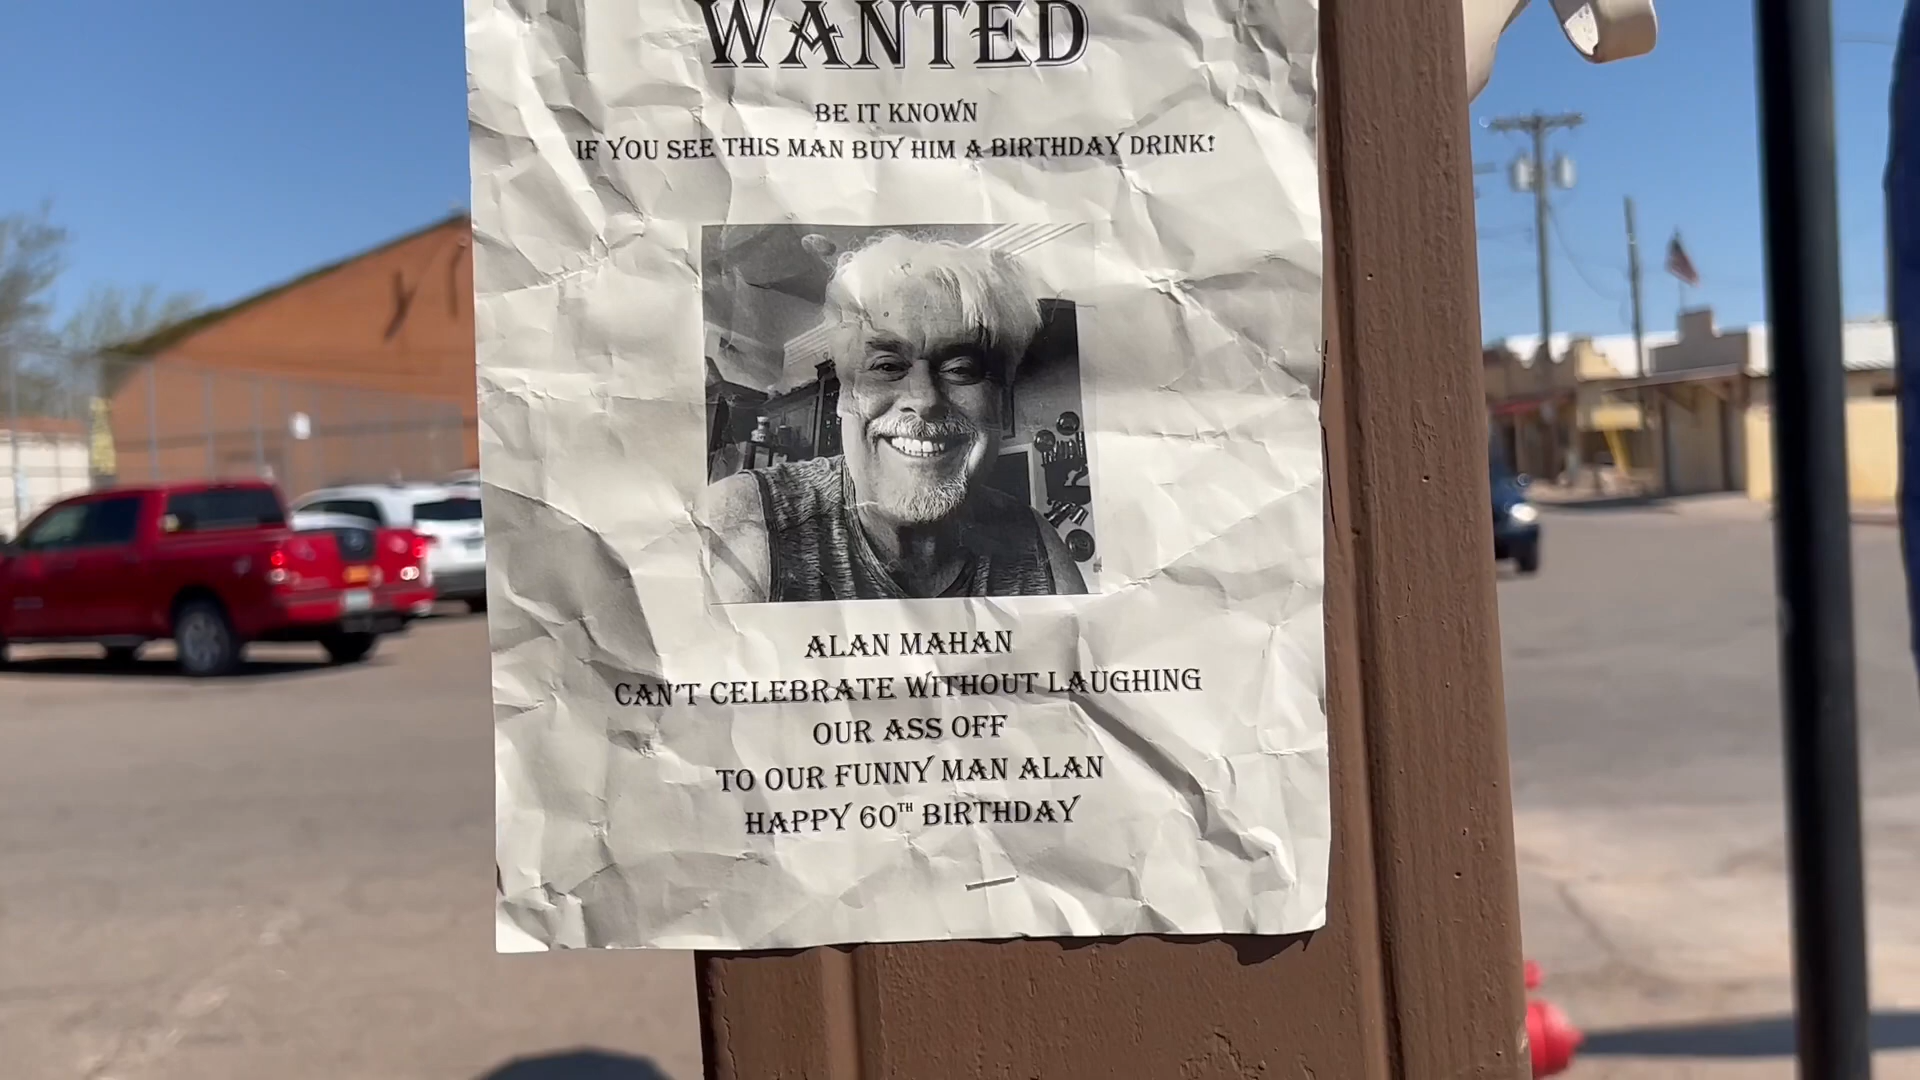 WANTED
BE IT KNOWN
IF YOU SEE THIS MAN BUY HIM A BIRTHDAY DRINK!
ALAN MAHAN
CAN'T CELEBRATE WITHOUT LAUGHING
OUR ASS OFF
TO OUR FUNNY MAN ALAN
HAPPY 60TH BIRTHDAY